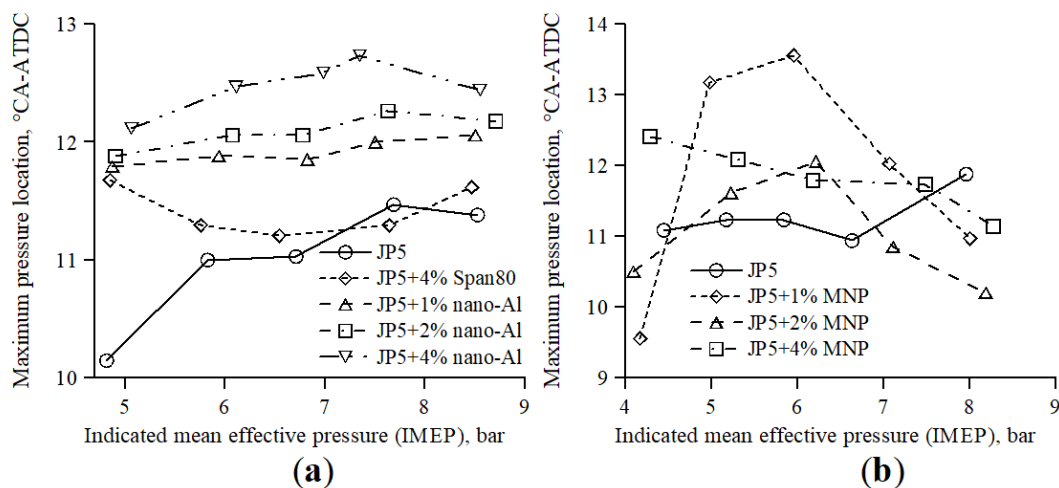 Maximum pressure location, °CA-ATDC
13
12
11
10
5
6
7
8
9
JP5
JP5+4% Span80
JP5+1% nano-Al
JP5+2% nano-Al
JP5+4% nano-Al
Indicated mean effective pressure (IMEP), bar
(a)
Maximum pressure location, °CA-ATDC
14
13
12
11
10
9
4
5
6
7
8
9
JP5
JP5+1% MNP
JP5+2% MNP
JP5+4% MNP
Indicated mean effective pressure (IMEP), bar
(b)